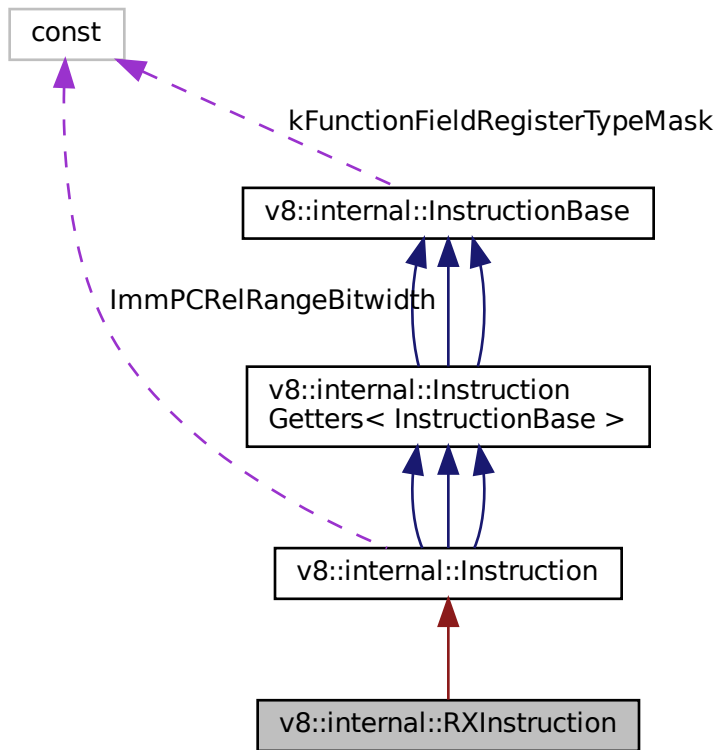 const
kFunctionFieldRegisterTypeMask
v8::internal::InstructionBase
ImmPCRelRangeBitwidth
v8::internal::Instruction
Getters< InstructionBase >
v8::internal::Instruction
v8::internal::RXInstruction